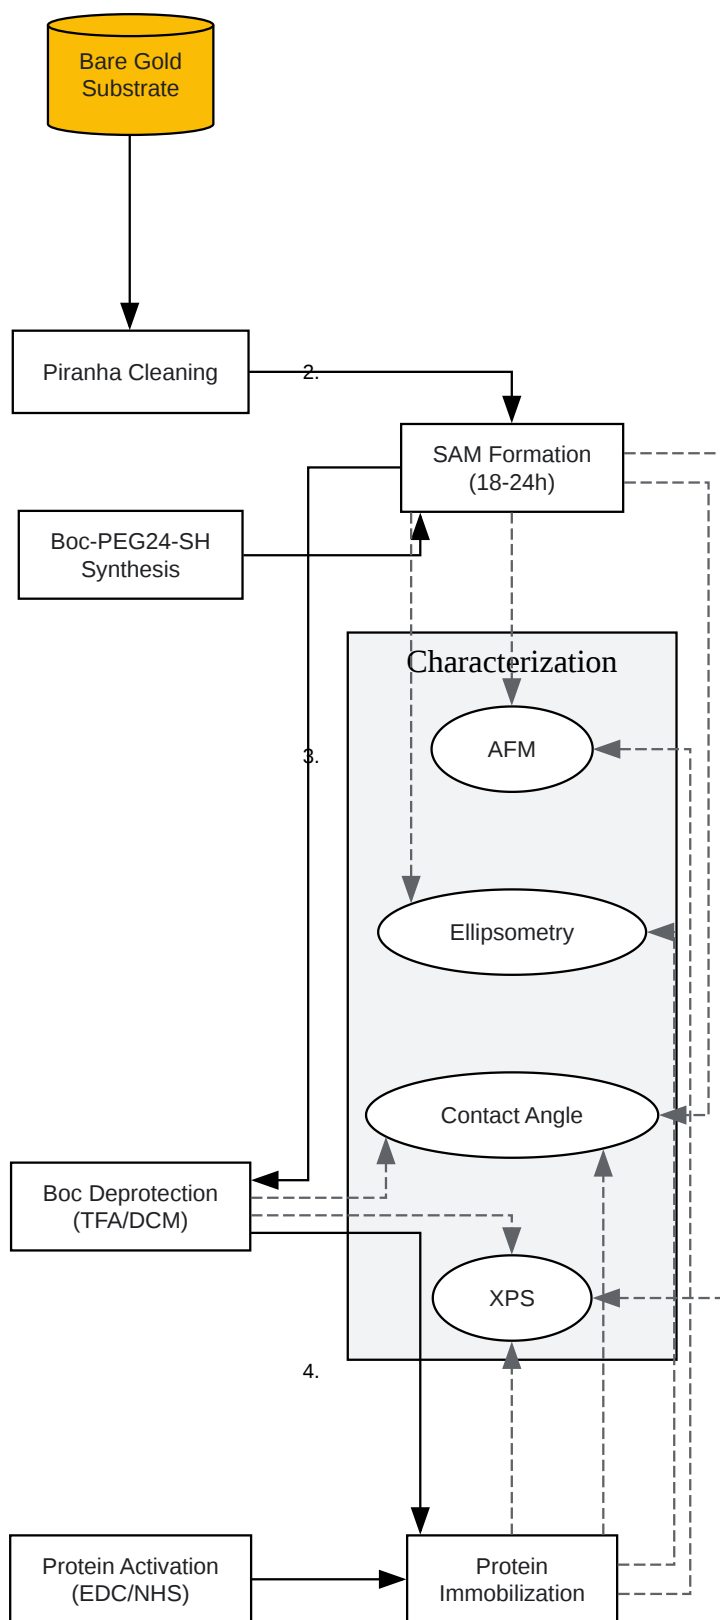 Bare Gold
Substrate
Piranha Cleaning
2.
SAM Formation
(18-24h)
Boc-PEG24-SH
Synthesis
Characterization
AFM
3.
Ellipsometry
Contact Angle
Boc Deprotection
(TFA/DCM)
XPS
4.
Protein Activation
(EDC/NHS)
Protein
Immobilization